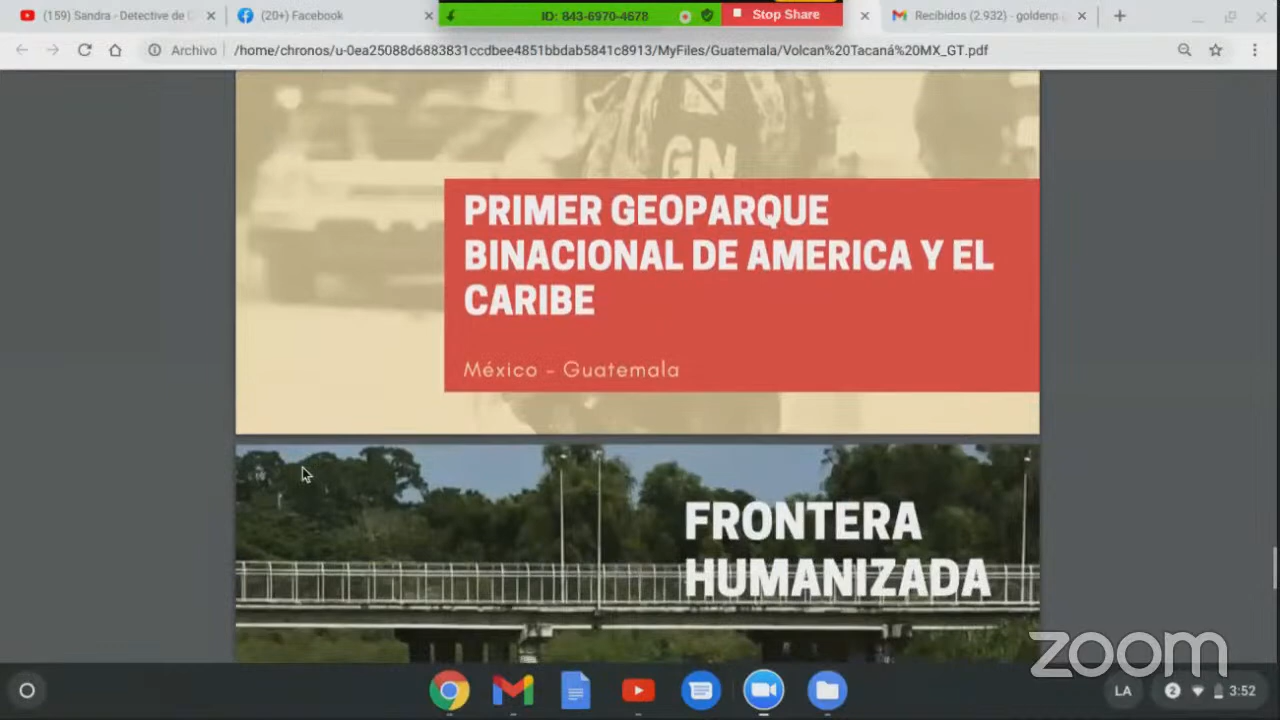 (159) Sandra - Detective de
(20+) Facebook
ID: 843-6970-4678
Stop Share
Recibidos (2.932) - goldenp
Archivo
/home/chronos/u-0ea25088d6883831ccdbee4851bbdab5841c8913/MyFiles/Guatemala/Volcan%20Tacaná%20MX_GT.pdf
GN
PRIMER GEOPARQUE
BINACIONAL DE AMERICA Y EL
CARIBE
México - Guatemala
FRONTERA
HUMANIZADA
zoom
LA
2
3:52